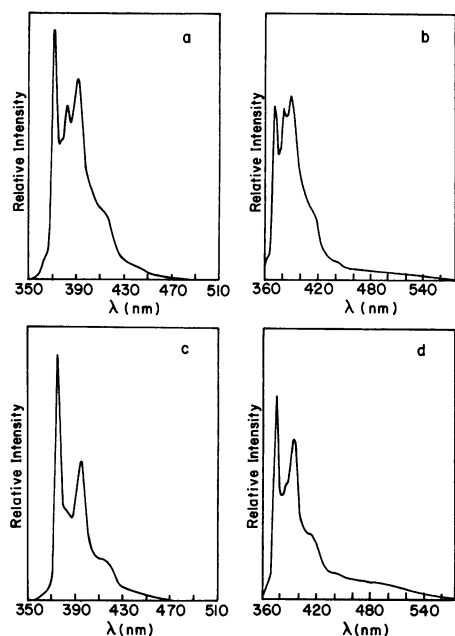 a
Relative Intensity
350 390 430 470 510
λ (nm)
b
Relative Intensity
360 420 480 540
λ (nm)
c
Relative Intensity
350 390 430 470 510
λ (nm)
d
Relative Intensity
360 420 480 540
λ (nm)